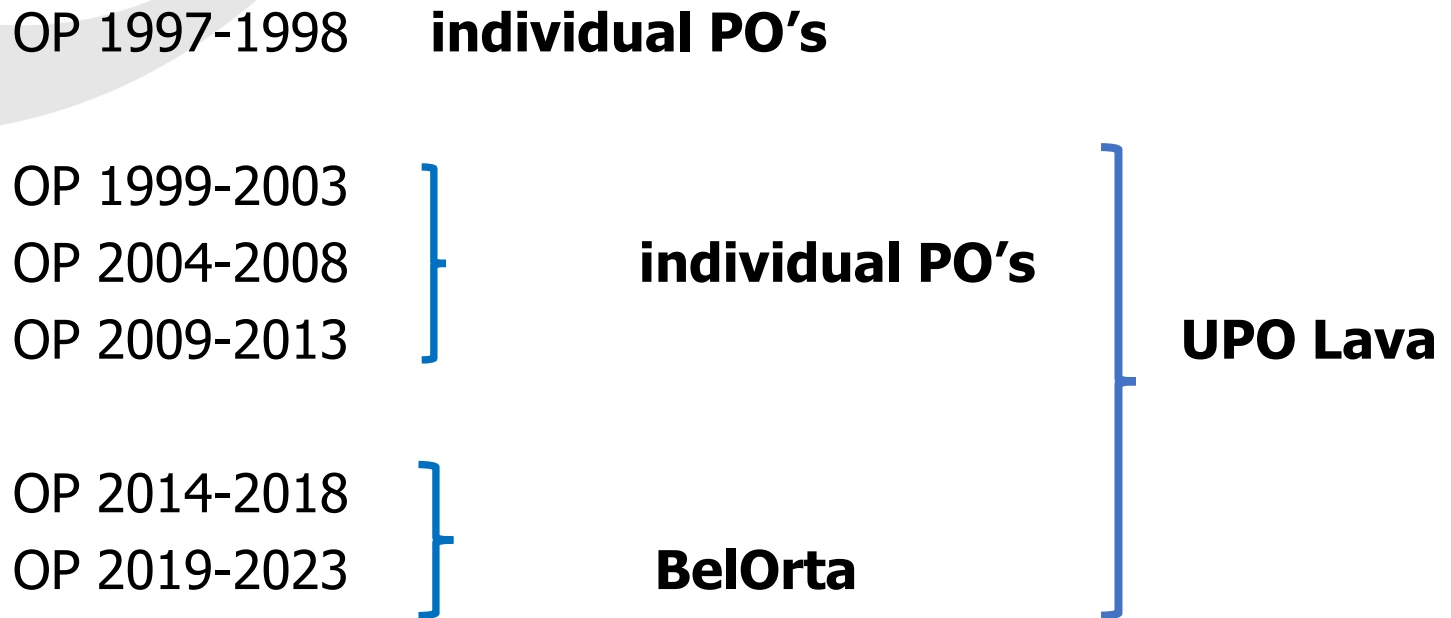 OP 1997-1998 individual PO’s
OP 1999-2003
OP 2004-2008 individual PO’s
OP 2009-2013 UPO Lava
OP 2014-2018
OP 2019-2023 BelOrta